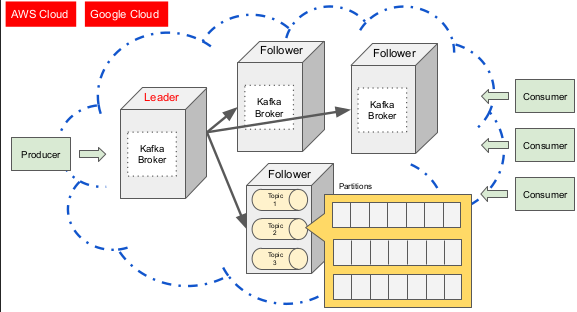 AWS Cloud
Google Cloud
Follower
Follower
Leader
Kafka
Broker
Kafka
Broker
Kafka
Broker
Producer
Consumer
Consumer
Consumer
Follower
Partitions
Topic
1
Topic
2
Topic
3